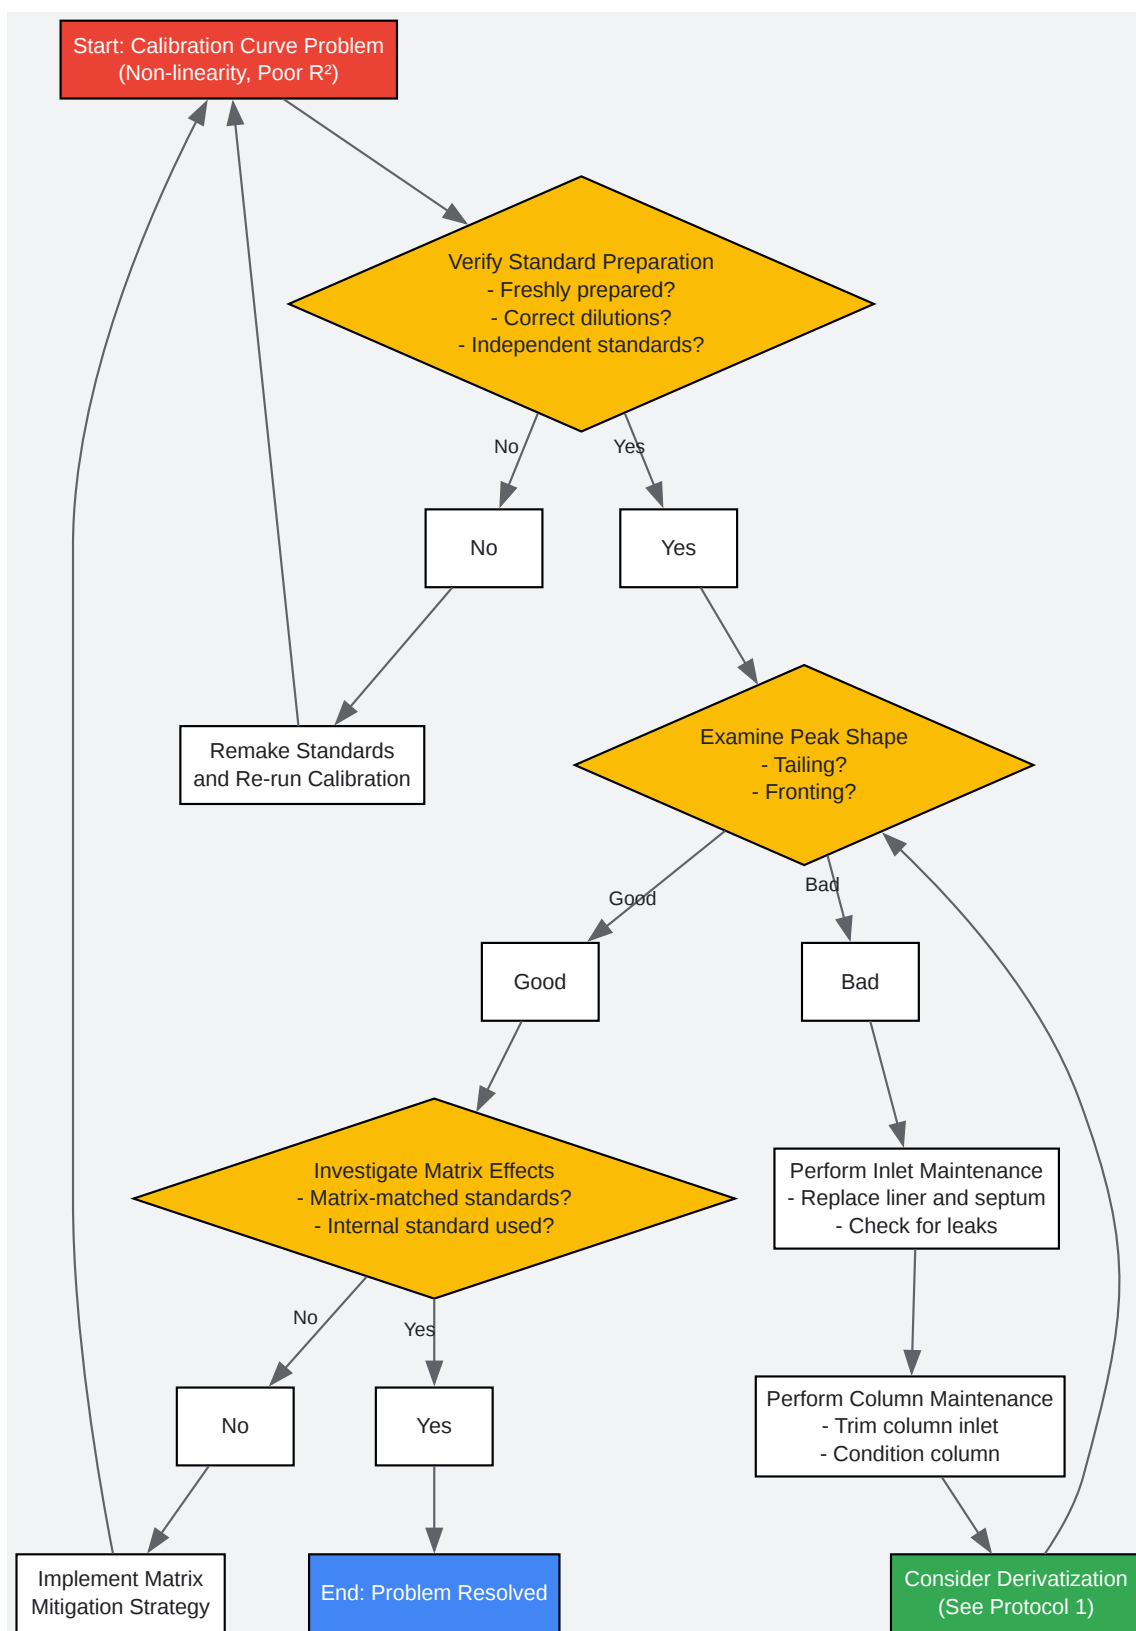 Start: Calibration Curve Problem
(Non-linearity, Poor R²)
Verify Standard Preparation
- Freshly prepared?
- Correct dilutions?
- Independent standards?
No
Yes
No
Yes
Remake Standards
and Re-run Calibration
Examine Peak Shape
- Tailing?
- Fronting?
Good
Bad
Good
Bad
Investigate Matrix Effects
- Matrix-matched standards?
- Internal standard used?
Perform Inlet Maintenance
- Replace liner and septum
- Check for leaks
No
Yes
No
Yes
Perform Column Maintenance
- Trim column inlet
- Condition column
Implement Matrix
Mitigation Strategy
End: Problem Resolved
Consider Derivatization
(See Protocol 1)